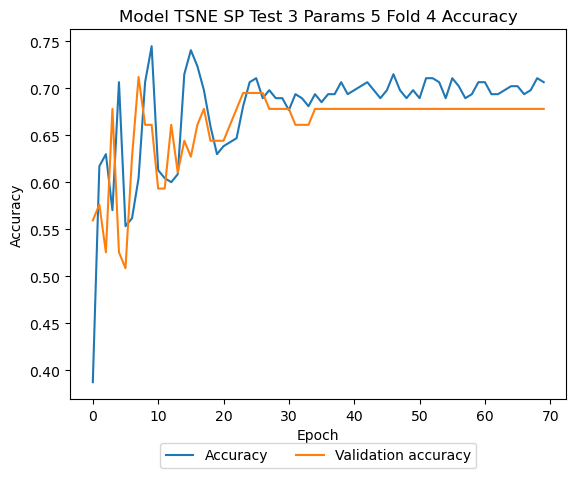 Model TSNE SP Test 3 Params 5 Fold 4 Accuracy
0.75
0.70
0.65
0.60
0.55
0.50
0.45
0.40
Accuracy
0 10 20 30 40 50 60 70
Epoch
Accuracy Validation accuracy